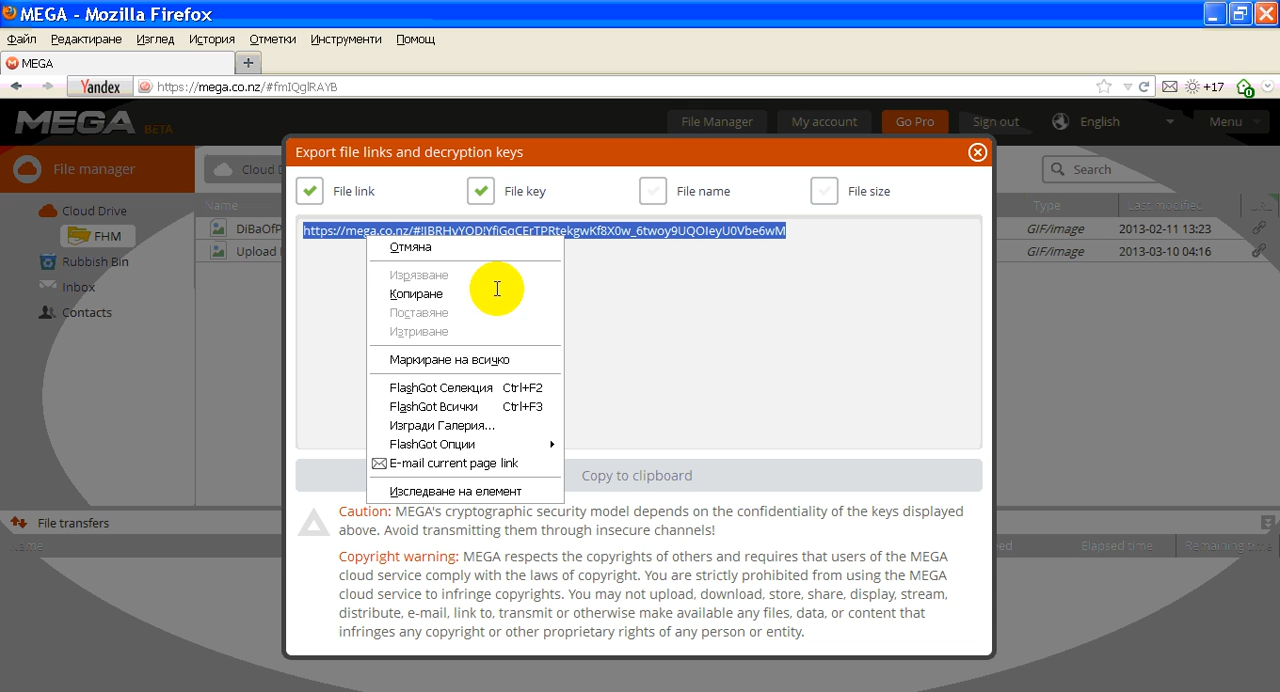 MEGA - Mozilla Firefox
Файл Редактиране Изглед История Отметки Инструменти Помощ
MEGA
Yandex https://mega.co.nz/#fmIQglRAYB +17 0
MEGA BETA File Manager My account Go Pro Sign out English Menu
Export file links and decryption keys
File manager Cloud D Search
File link File key File name File size
Name Type Last modified URL
Cloud Drive
https://mega.co.nz/#!
DiBaOfP GIF/image 2013-02-11 13:23
FHM
Отмяна
Upload GIF/image 2013-03-10 04:16
Rubbish Bin
Изрязване
Inbox
Копиране
Contacts
Поставяне
Изтриване
Маркиране на всичко
FlashGot Селекция Ctrl+F2
FlashGot Всички Ctrl+F3
Изгради Галерия...
FlashGot Опции
E-mail current page link
Copy to clipboard
Изследване на елемент
Caution: MEGA's cryptographic security model depends on the confidentiality of the keys displayed
above. Avoid transmitting them through insecure channels!
File transfers
Name Elapsed time Remaining time
Copyright warning: MEGA respects the copyrights of others and requires that users of the MEGA
cloud service comply with the laws of copyright. You are strictly prohibited from using the MEGA
cloud service to infringe copyrights. You may not upload, download, store, share, display, stream,
distribute, e-mail, link to, transmit or otherwise make available any files, data, or content that
infringes any copyright or other proprietary rights of any person or entity.